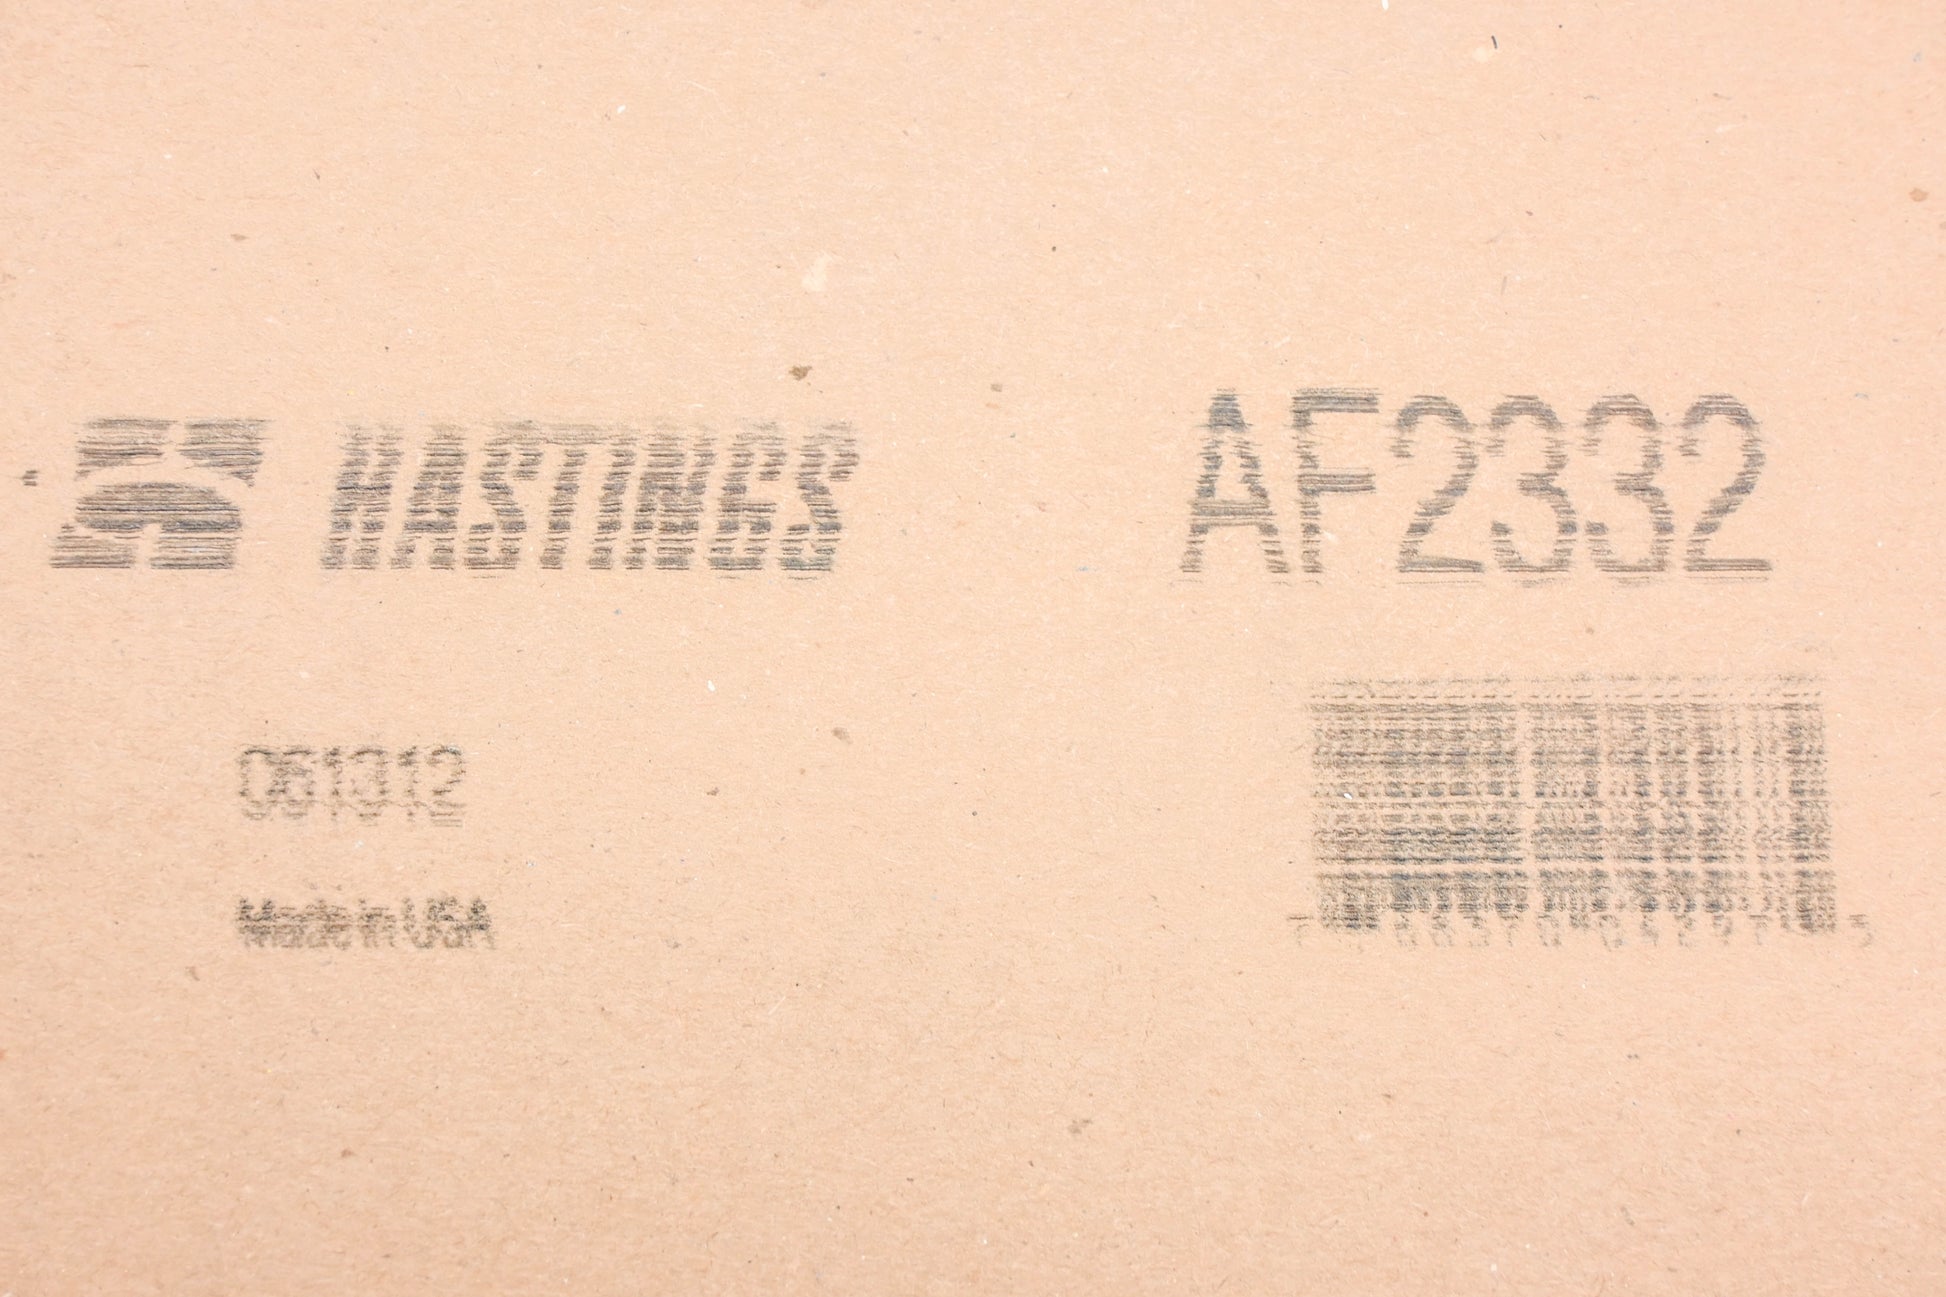 HASTINGS
AF2332
061312
Made in USA